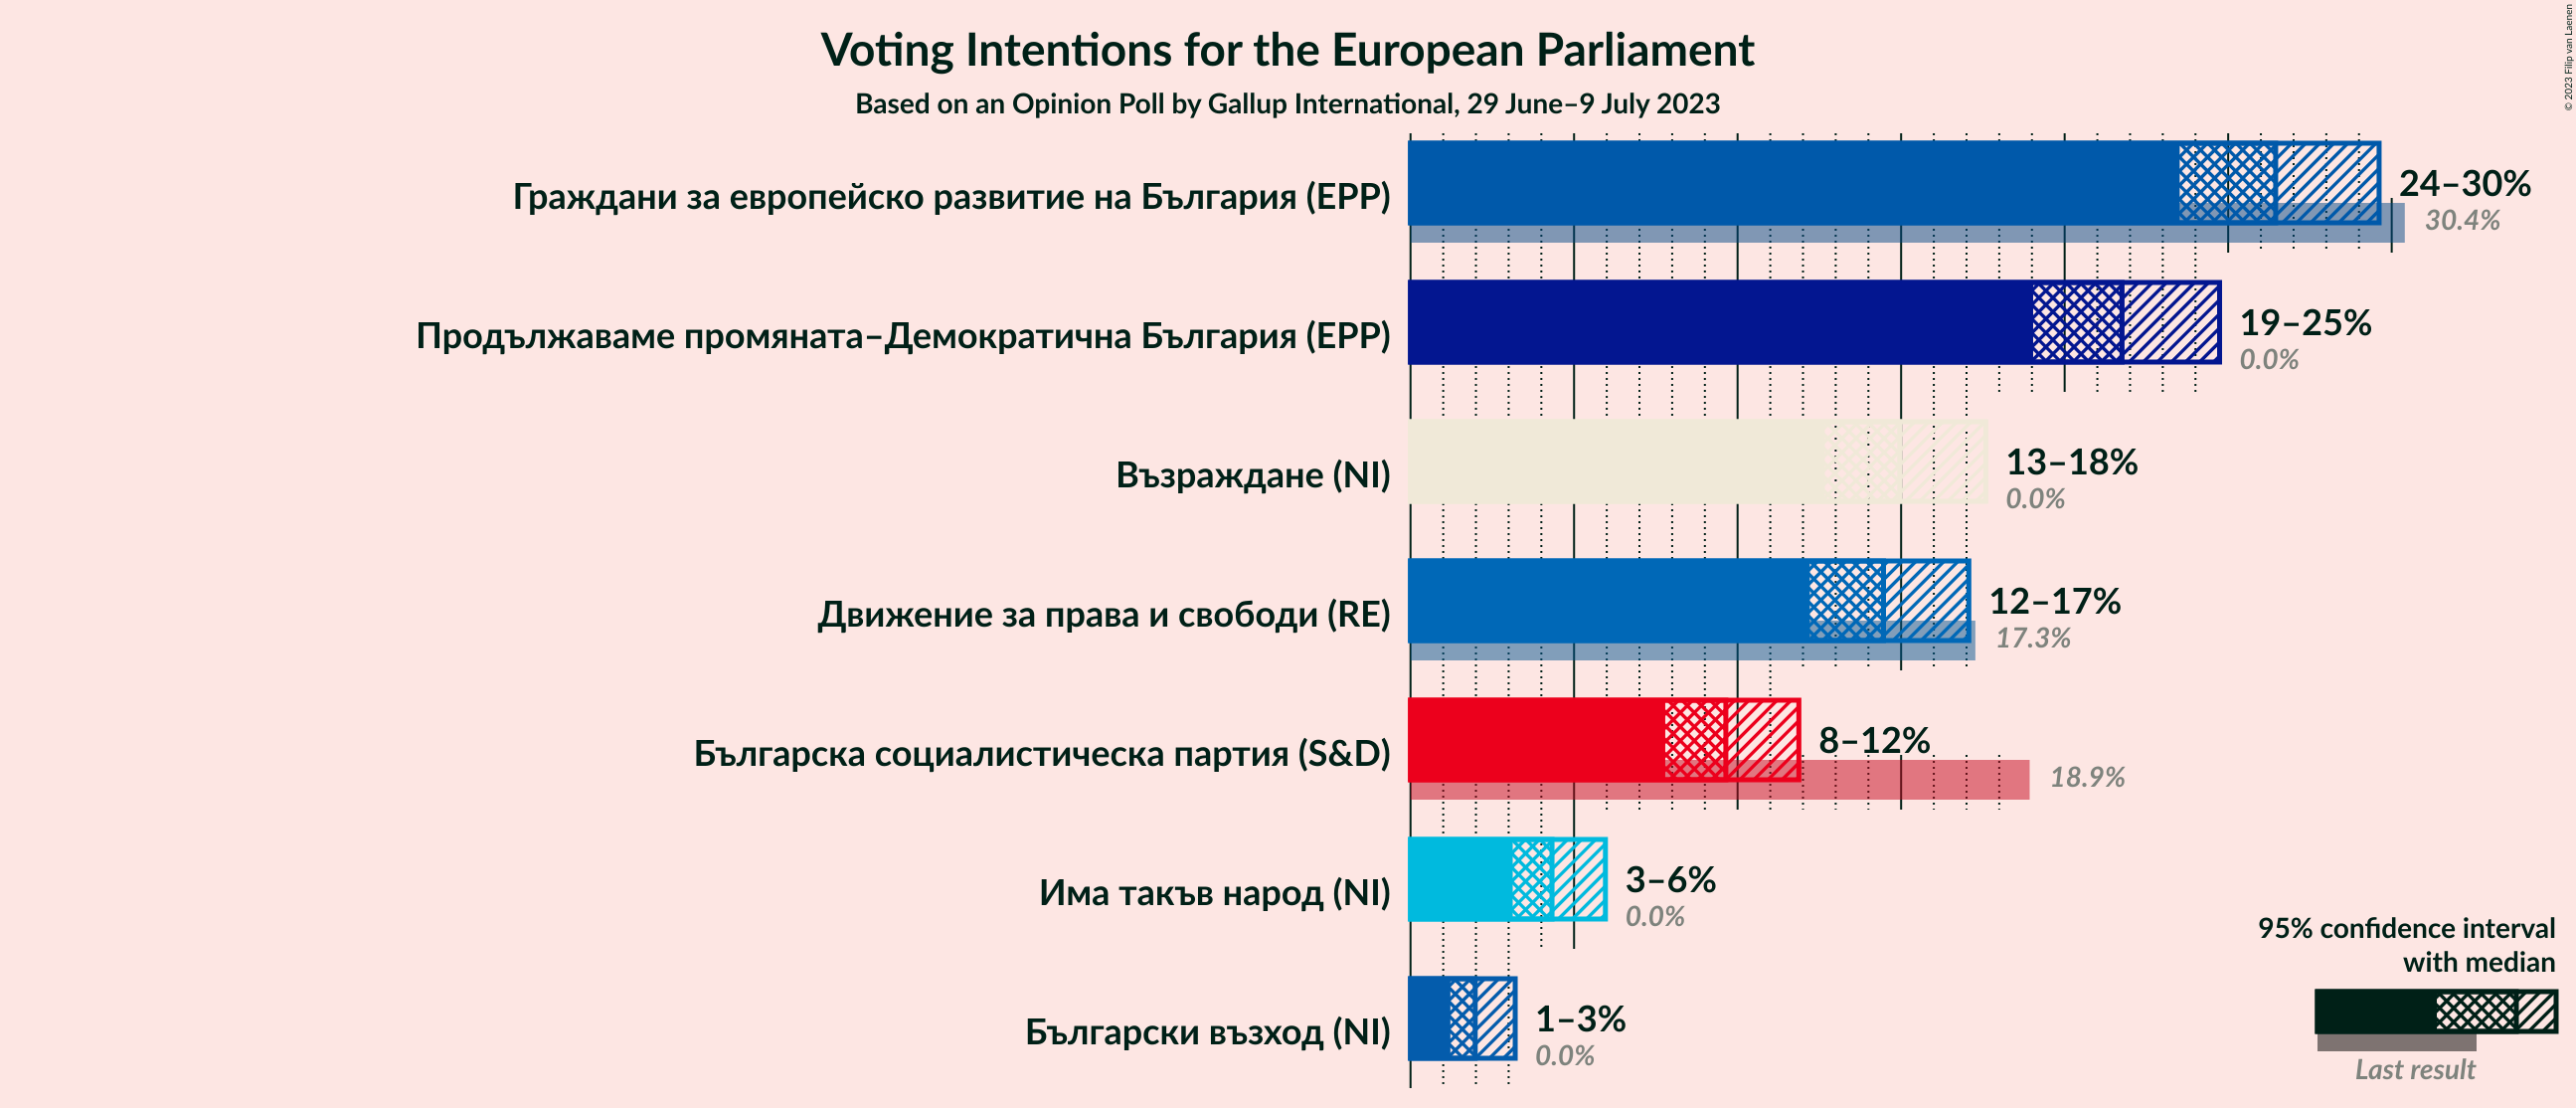 Voting Intentions for the European Parliament
Based on an Opinion Poll by Gallup International, 29 June–9 July 2023
© 2023 Filip van Laenen
Граждани за европейско развитие на България (EPP)
24–30%
30.4%
Продължаваме промяната–Демократична България (EPP)
19–25%
0.0%
Възраждане (NI)
13–18%
0.0%
Движение за права и свободи (RE)
12–17%
17.3%
Българска социалистическа партия (S&D)
8–12%
18.9%
Има такъв народ (NI)
3–6%
0.0%
Български възход (NI)
1–3%
0.0%
95% confidence interval
with median
Last result